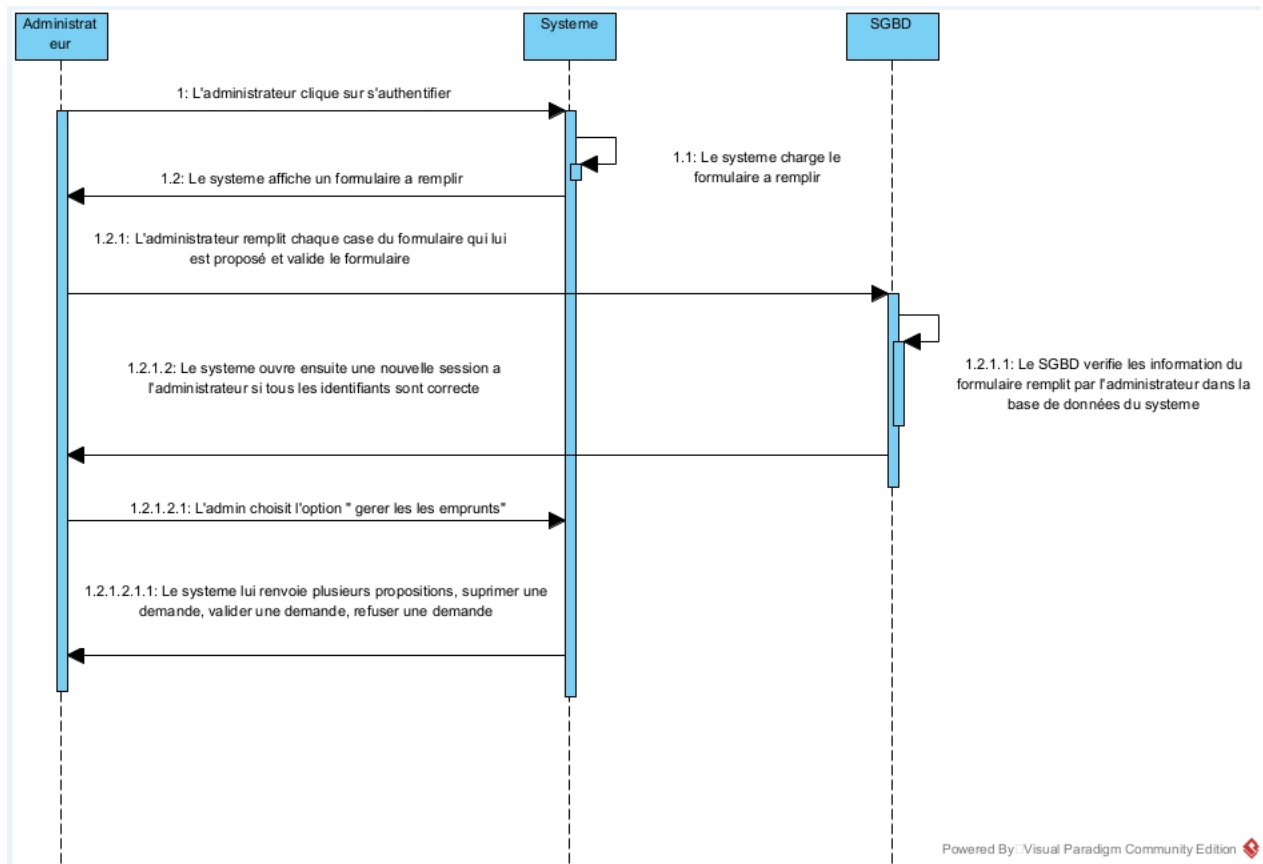 Administrat
eur
Systeme
SGBD
1: L'administrateur clique sur s'authentifier
1.1: Le systeme charge le
formulaire a remplir
1.2: Le systeme affiche un formulaire a remplir
1.2.1: L'administrateur remplit chaque case du formulaire qui lui
est proposé et valide le formulaire
1.2.1.2: Le systeme ouvre ensuite une nouvelle session a
l'administrateur si tous les identifiants sont correcte
1.2.1.1: Le SGBD verifie les information du
formulaire remplit par l'administrateur dans la
base de données du systeme
1.2.1.2.1: L'admin choisit l'option " gerer les les emprunts"
1.2.1.2.1.1: Le systeme lui renvoie plusieurs propositions, suprimer une
demande, valider une demande, refuser une demande
Powered By Visual Paradigm Community Edition